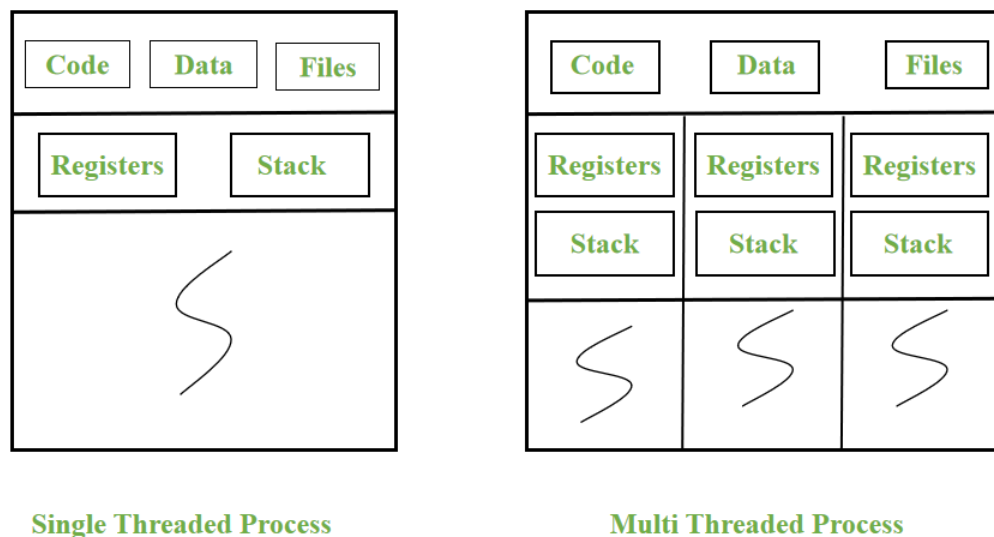 Code Data Files
Registers Stack
Single Threaded Process
Code Data Files
Registers Registers Registers
Stack Stack Stack
Multi Threaded Process